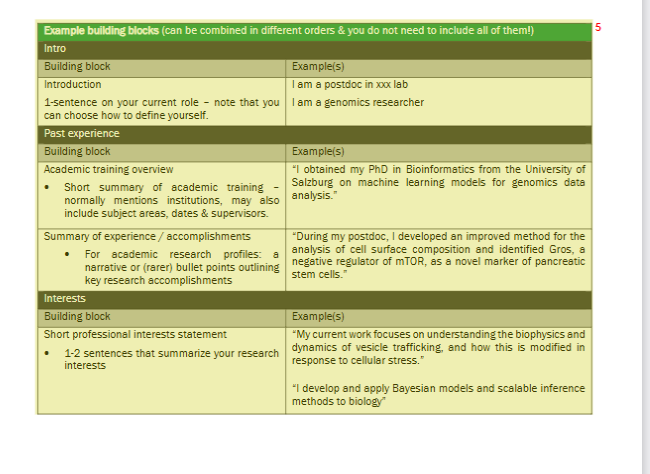 Example building blocks (can be combined in different orders & you do not need to include all of them!)
5
Intro
Building block
Example(s)
Introduction
1-sentence on your current role – note that you
can choose how to define yourself.
I am a postdoc in xxx lab
I am a genomics researcher
Past experience
Building block
Example(s)
Academic training overview
• Short summary of academic training –
normally mentions institutions, may also
include subject areas, dates & supervisors.
"I obtained my PhD in Bioinformatics from the University of
Salzburg on machine learning models for genomics data
analysis."
Summary of experience / accomplishments
• For academic research profiles: a
narrative or (rarer) bullet points outlining
key research accomplishments
"During my postdoc, I developed an improved method for the
analysis of cell surface composition and identified Gros, a
negative regulator of mTOR, as a novel marker of pancreatic
stem cells."
Interests
Building block
Example(s)
Short professional interests statement
• 1-2 sentences that summarize your research
interests
"My current work focuses on understanding the biophysics and
dynamics of vesicle trafficking, and how this is modified in
response to cellular stress."
"I develop and apply Bayesian models and scalable inference
methods to biology"